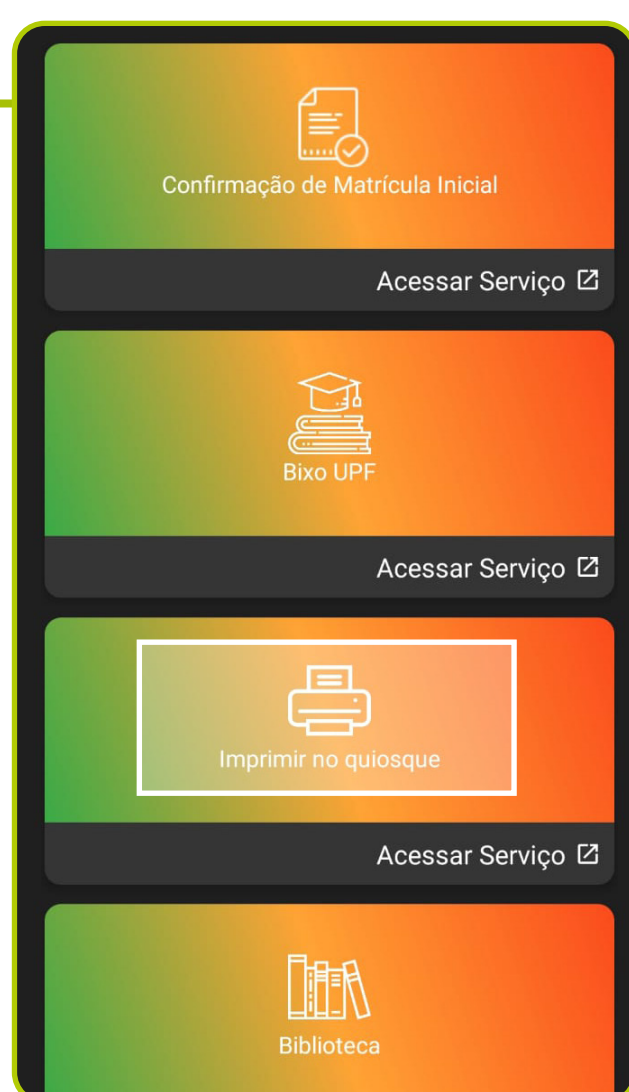 Confirmação de Matrícula Inicial
Acessar Serviço
Bixo UPF
Acessar Serviço
Imprimir no quiosque
Acessar Serviço
Biblioteca